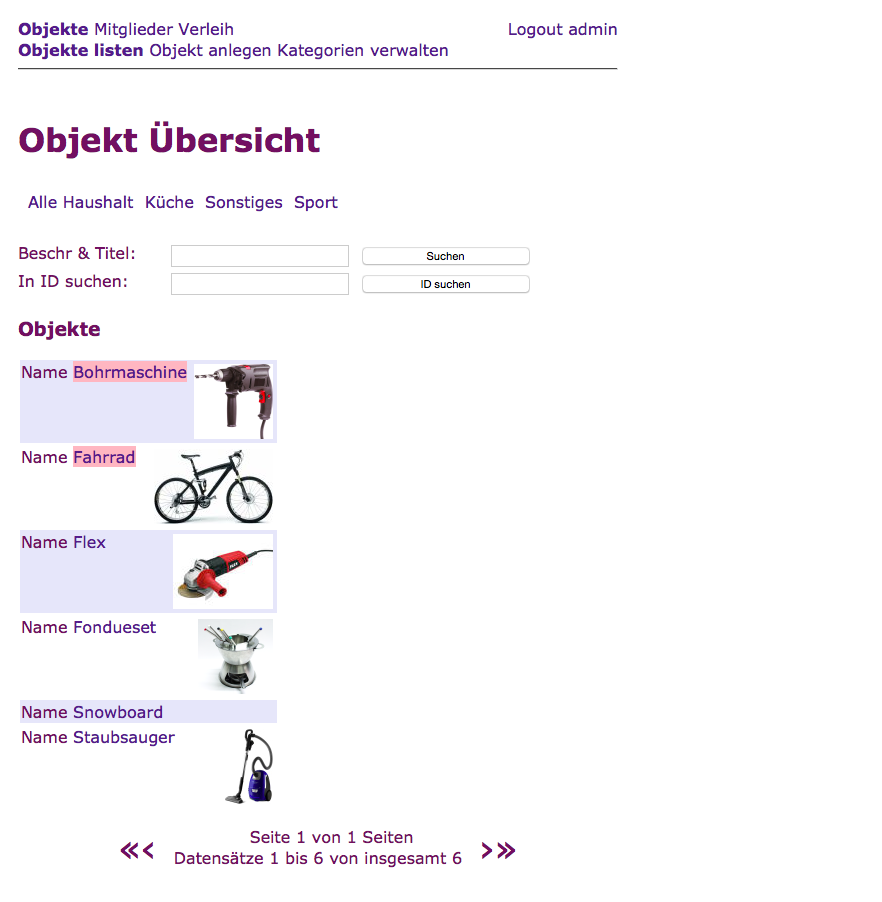 Objekte Mitglieder Verleih Logout admin
Objekte listen Objekt anlegen Kategorien verwalten
Objekt Übersicht
Alle Haushalt Küche Sonstiges Sport
Beschr & Titel: Suchen
In ID suchen: ID suchen
Objekte
Name Bohrmaschine
Name Fahrrad
Name Flex
FLEX
Name Fondueset
Name Snowboard
Name Staubsauger
Seite 1 von 1 Seiten
«‹ Datensätze 1 bis 6 von insgesamt 6 ›»